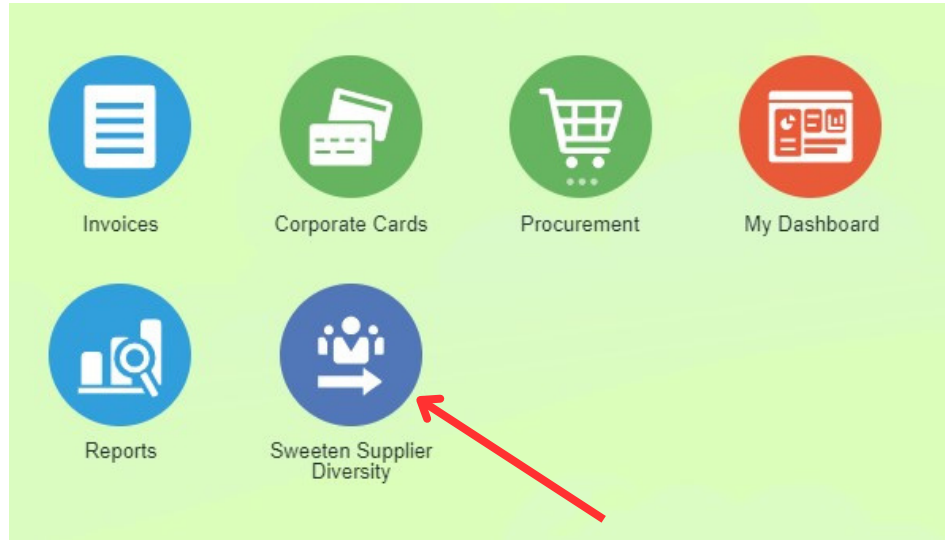 Invoices
Corporate Cards
Procurement
My Dashboard
Reports
Sweeten Supplier
Diversity